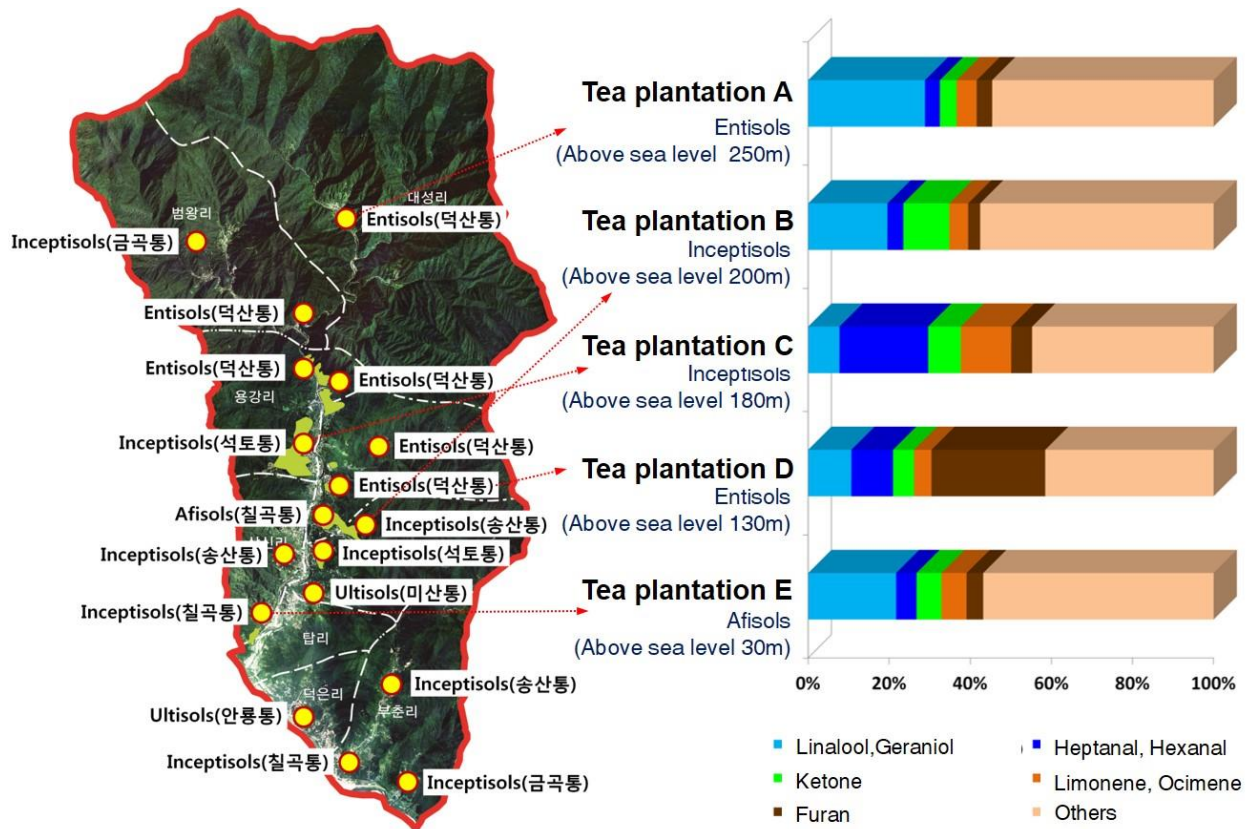 대성리
범왕리
Entisols(덕산통)
Inceptisols(금곡통)
Entisols(덕산통)
Entisols(덕산통)
Entisols(덕산통)
용강리
Inceptisols(석토통)
Entisols(덕산통)
Entisols(덕산통)
Afisols(칠곡통)
Inceptisols(송산통)
Inceptisols(송산통)
Inceptisols(석토통)
Ultisols(미산통)
Inceptisols(칠곡통)
탑리
Inceptisols(송산통)
덕은리
부춘리
Ultisols(안룡통)
Inceptisols(칠곡통)
Inceptisols(금곡통)
Tea plantation A
Entisols
(Above sea level 250m)
Tea plantation B
Inceptisols
(Above sea level 200m)
Tea plantation C
Inceptisols
(Above sea level 180m)
Tea plantation D
Entisols
(Above sea level 130m)
Tea plantation E
Afisols
(Above sea level 30m)
0% 20% 40% 60% 80% 100%
Linalool,Geraniol
Heptanal, Hexanal
Ketone
Limonene, Ocimene
Furan
Others